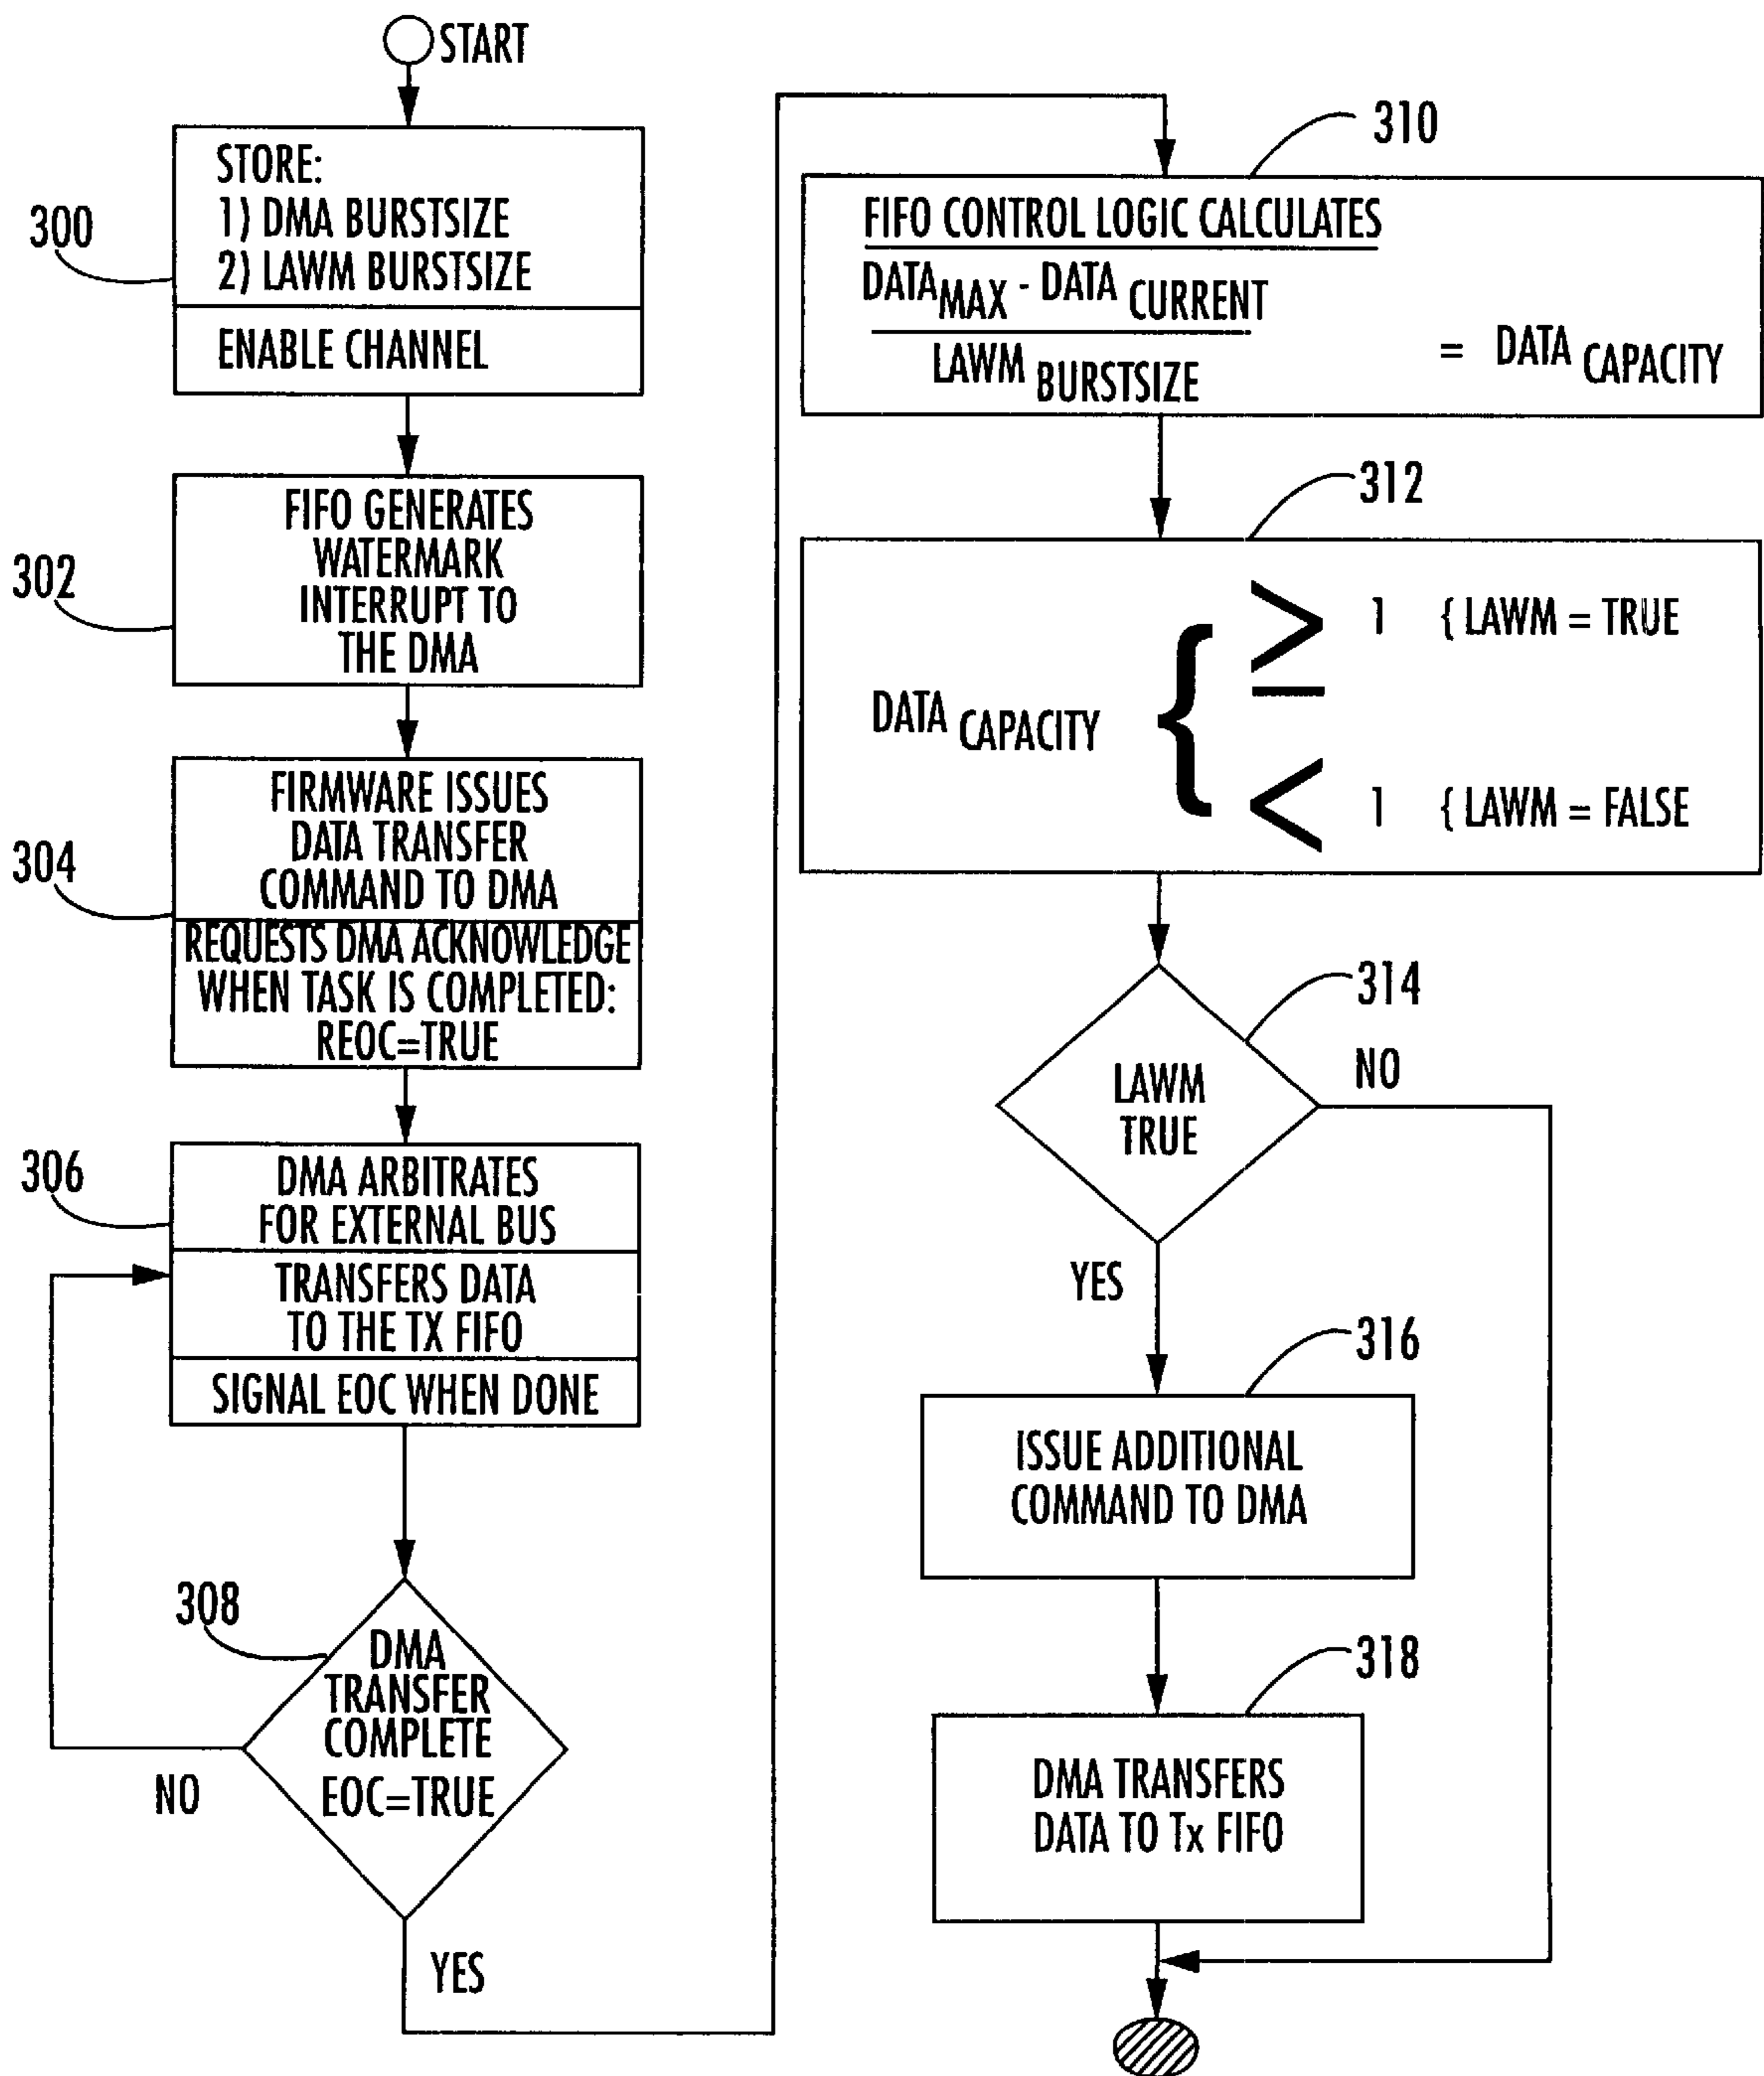 START
300
STORE:
1) DMA BURSTSIZE
2) LAWM BURSTSIZE
ENABLE CHANNEL
302
FIFO GENERATES
WATERMARK
INTERRUPT TO
THE DMA
304
FIRMWARE ISSUES
DATA TRANSFER
COMMAND TO DMA
REQUESTS DMA ACKNOWLEDGE
WHEN TASK IS COMPLETED:
REOC=TRUE
306
DMA ARBITRATES
FOR EXTERNAL BUS
TRANSFERS DATA
TO THE TX FIFO
SIGNAL EOC WHEN DONE
308
DMA
TRANSFER
COMPLETE
EOC=TRUE
NO
YES
310
FIFO CONTROL LOGIC CALCULATES
DATA MAX - DATA CURRENT
LAWM BURSTSIZE = DATA CAPACITY
312
≥ 1 { LAWM = TRUE
DATA CAPACITY {
< 1 { LAWM = FALSE
314
LAWM
TRUE
NO
YES
316
ISSUE ADDITIONAL
COMMAND TO DMA
318
DMA TRANSFERS
DATA TO Tx FIFO